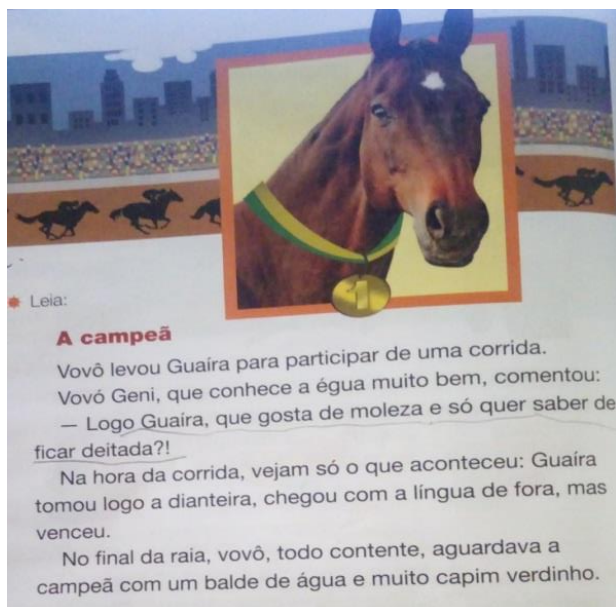 1
Leia:
A campeã
Vovô levou Guaíra para participar de uma corrida.
Vovó Geni, que conhece a égua muito bem, comentou:
— Logo Guaíra, que gosta de moleza e só quer saber de
ficar deitada?!
Na hora da corrida, vejam só o que aconteceu: Guaíra
tomou logo a dianteira, chegou com a língua de fora, mas
venceu.
No final da raia, vovô, todo contente, aguardava a
campeã com um balde de água e muito capim verdinho.